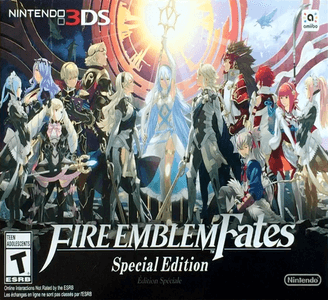 NINTENDO 3DS
amiibo
FIRE EMBLEM Fates
Special Edition
Édition Spéciale
TEEN
ADOLESCENTS
T
ESRB
Online Interactions Not Rated by the ESRB
Les échanges en ligne ne sont pas classés par l'ESRB
Nintendo